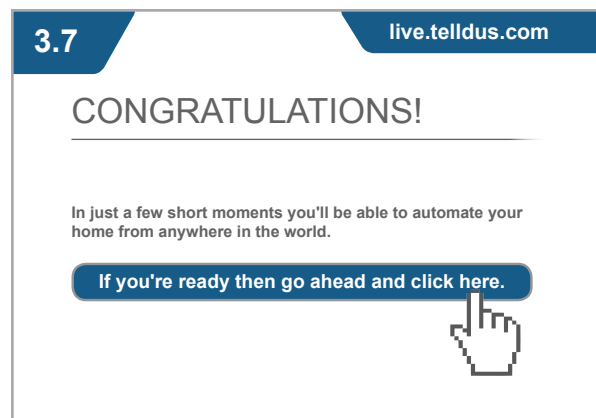 3.7
live.telldus.com
CONGRATULATIONS!
In just a few short moments you'll be able to automate your
home from anywhere in the world.
If you're ready then go ahead and click here.